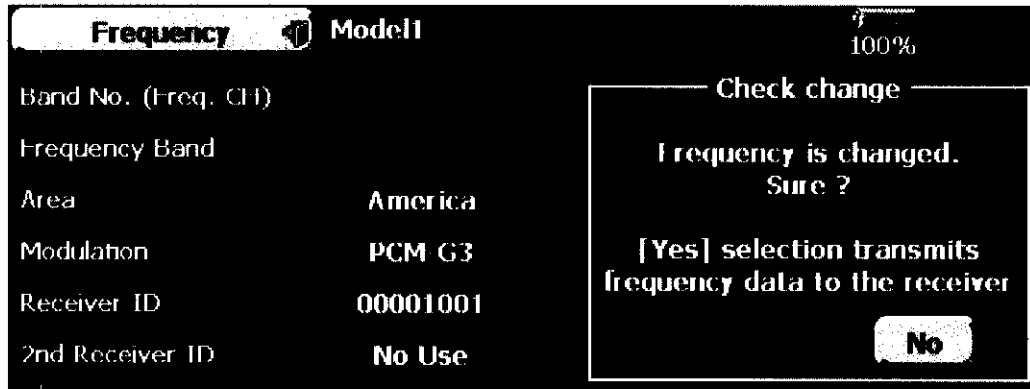 Frequency Model1
100%
Band No. (Freq. CH)
Frequency Band
Area America
Modulation PCM-G3
Receiver ID 00001001
2nd Receiver ID No Use
Check change
Frequency is changed.
Sure ?
[Yes] selection transmits
frequency data to the receiver
No